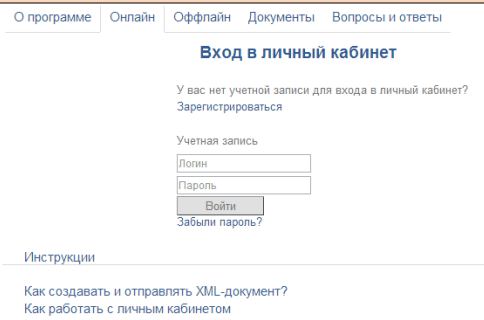 О программе Онлайн Оффлайн Документы Вопросы и ответы
Вход в личный кабинет
У вас нет учетной записи для входа в личный кабинет?
Зарегистрироваться
Учетная запись
Логин
Пароль
Войти
Забыли пароль?
Инструкции
Как создавать и отправлять XML-документ?
Как работать с личным кабинетом